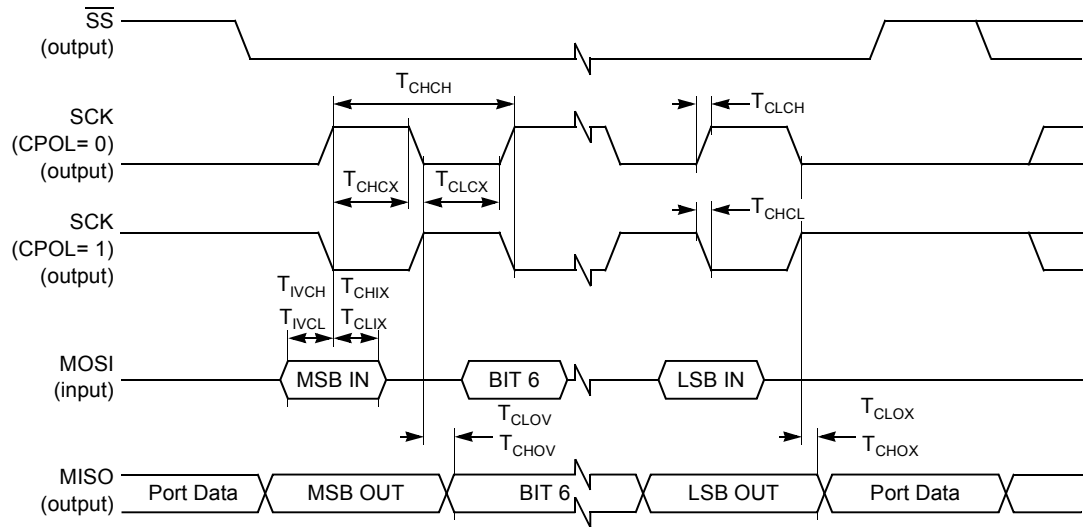 SS
(output)
T_CHCH
SCK
(CPOL= 0)
(output)
T_CLCH
T_CHCX
T_CLCX
SCK
(CPOL= 1)
(output)
T_CHCL
T_IVCH
T_CHIX
T_IVCL
T_CLIX
MOSI
(input)
MSB IN
BIT 6
LSB IN
T_CLOV
T_CHOV
T_CLOX
T_CHOX
MISO
(output)
Port Data
MSB OUT
BIT 6
LSB OUT
Port Data